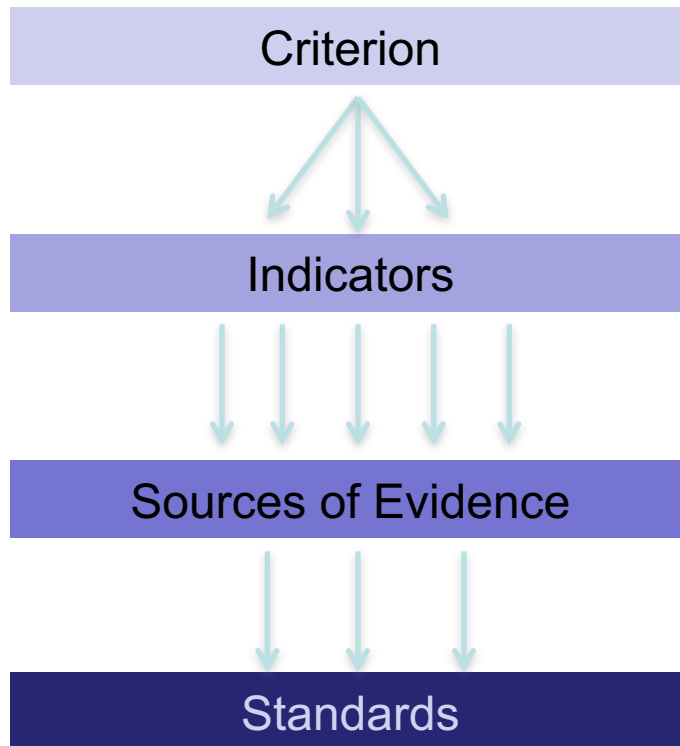 Criterion
Indicators
Sources of Evidence
Standards